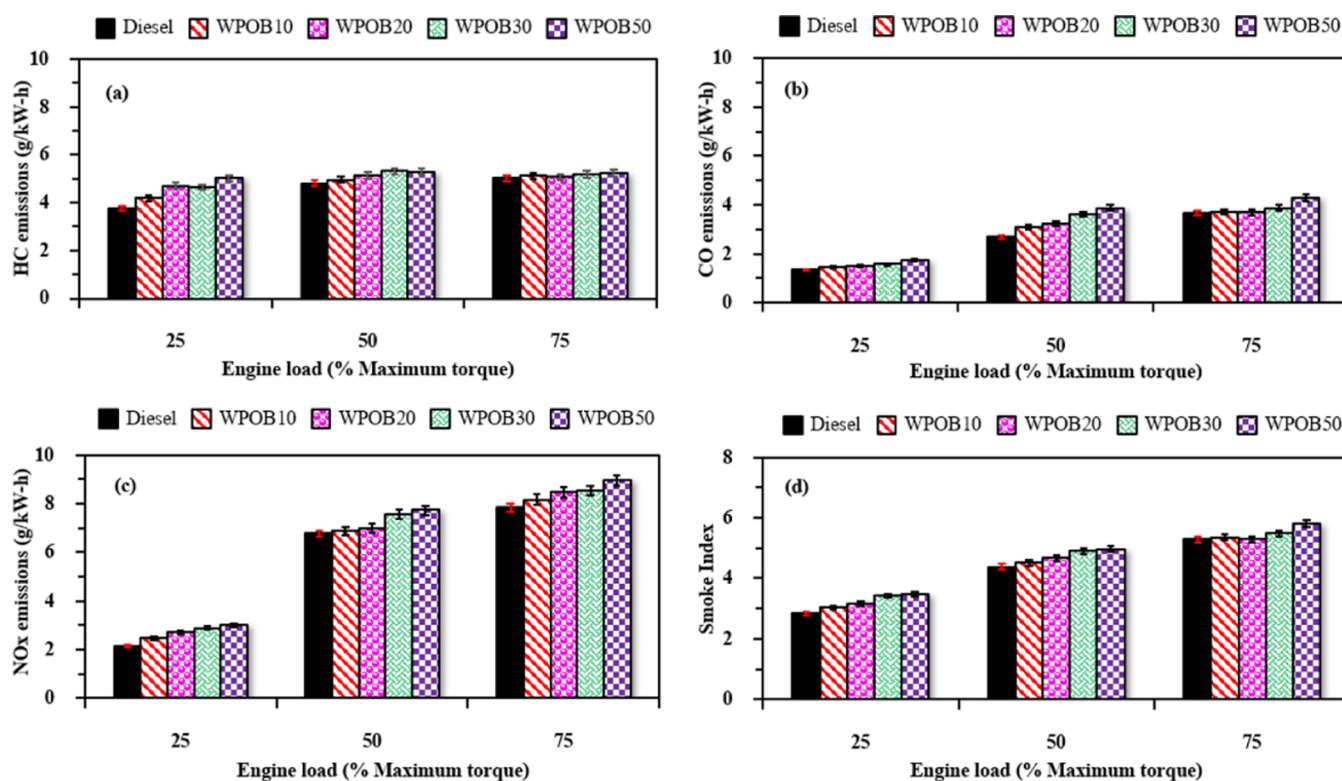 Diesel WPOB10 WPOB20 WPOB30 WPOB50
(a)
HC emissions (g/kW-h)
10
8
6
4
2
0
25 50 75
Engine load (% Maximum torque)
Diesel WPOB10 WPOB20 WPOB30 WPOB50
(b)
CO emissions (g/kW-h)
10
8
6
4
2
0
25 50 75
Engine load (% Maximum torque)
Diesel WPOB10 WPOB20 WPOB30 WPOB50
(c)
NOx emissions (g/kW-h)
10
8
6
4
2
0
25 50 75
Engine load (% Maximum torque)
Diesel WPOB10 WPOB20 WPOB30 WPOB50
(d)
Smoke Index
8
6
4
2
0
25 50 75
Engine load (% Maximum torque)